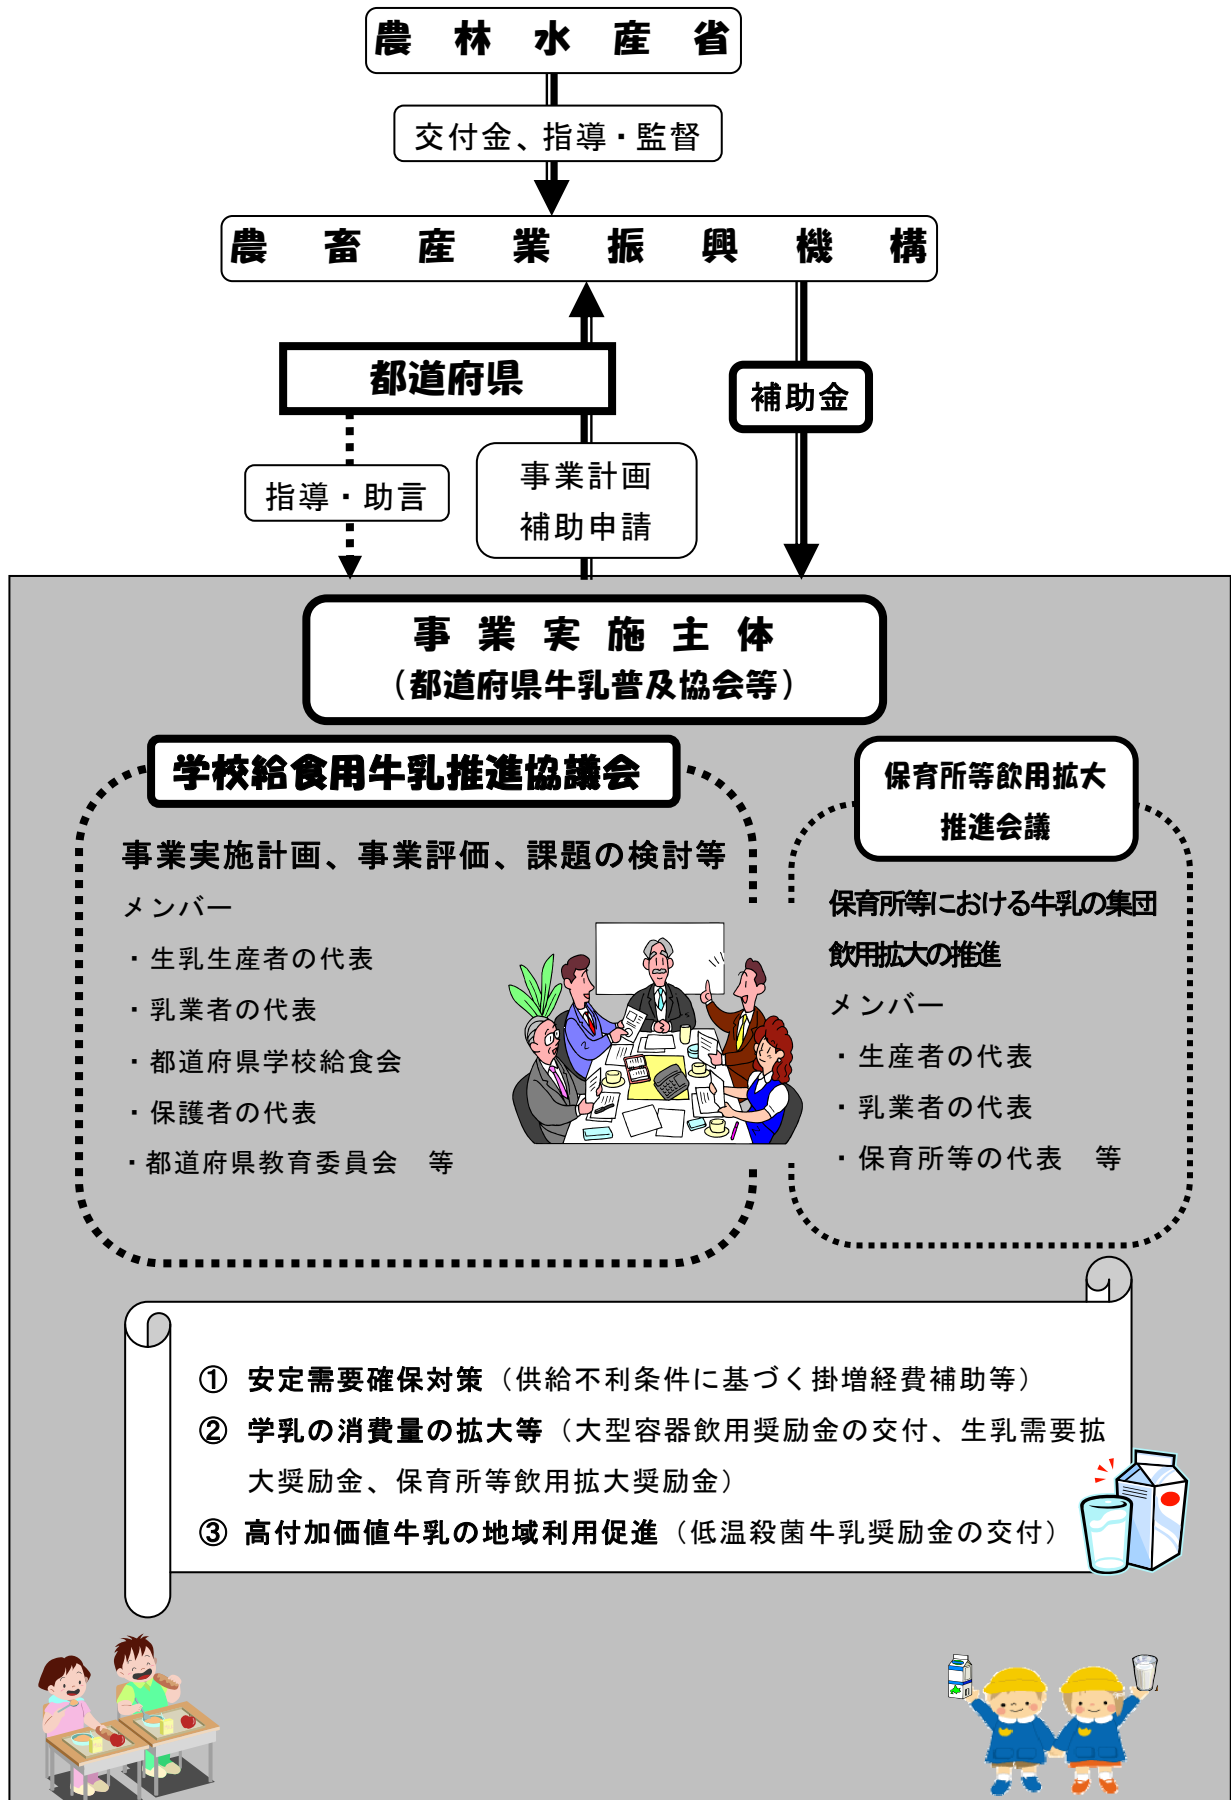 農林水産省
交付金、指導・監督
農畜産業振興機構
都道府県
補助金
指導・助言
事業計画
補助申請
事業実施主体
（都道府県牛乳普及協会等）
学校給食用牛乳推進協議会
事業実施計画、事業評価、課題の検討等
メンバー
・生乳生産者の代表
・乳業者の代表
・都道府県学校給食会
・保護者の代表
・都道府県教育委員会　等
保育所等飲用拡大
推進会議
保育所等における牛乳の集団
飲用拡大の推進
メンバー
・生産者の代表
・乳業者の代表
・保育所等の代表　等
① 安定需要確保対策（供給不利条件に基づく掛増経費補助等）
② 学乳の消費量の拡大等（大型容器飲用奨励金の交付、生乳需要拡
大奨励金、保育所等飲用拡大奨励金）
③ 高付加価値牛乳の地域利用促進（低温殺菌牛乳奨励金の交付）